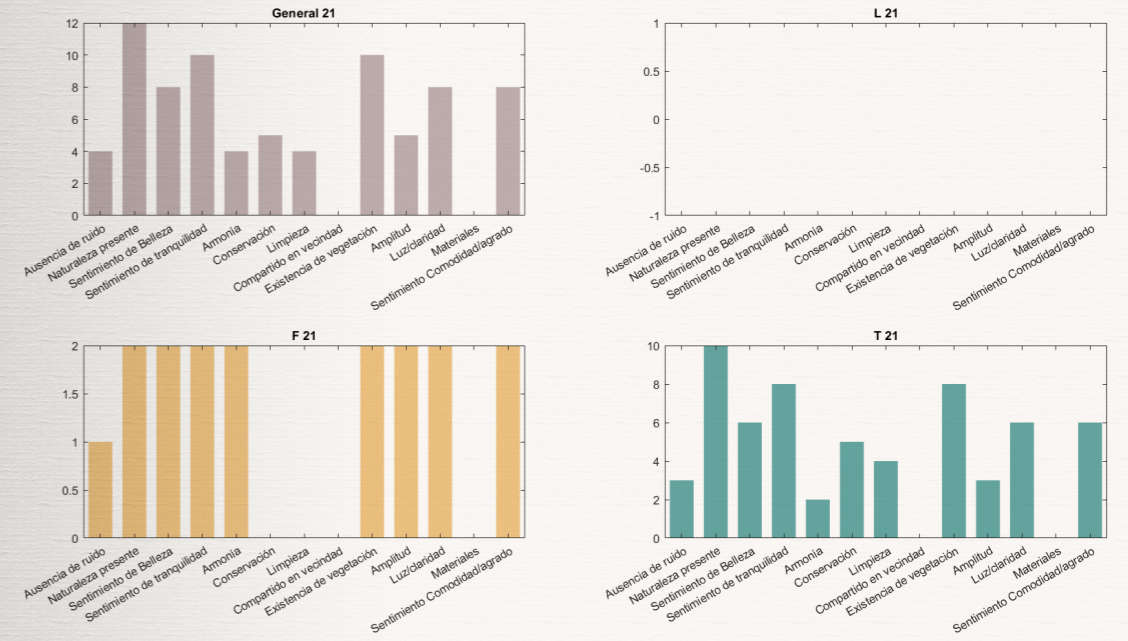 General 21
12
10
8
6
4
2
0
Ausencia de ruido
Naturaleza presente
Sentimiento de Belleza
Sentimiento de tranquilidad
Armonia
Conservación
Limpieza
Compartido en vecindad
Existencia de vegetación
Amplitud
Luz/claridad
Materiales
Sentimiento Comodidad/agrado
L 21
1
0.5
0
-0.5
-1
Ausencia de ruido
Naturaleza presente
Sentimiento de Belleza
Sentimiento de tranquilidad
Armonia
Conservación
Limpieza
Compartido en vecindad
Existencia de vegetación
Amplitud
Luz/claridad
Materiales
Sentimiento Comodidad/agrado
F 21
2
1.5
1
0.5
0
Ausencia de ruido
Naturaleza presente
Sentimiento de Belleza
Sentimiento de tranquilidad
Armonia
Conservación
Limpieza
Compartido en vecindad
Existencia de vegetación
Amplitud
Luz/claridad
Materiales
Sentimiento Comodidad/agrado
T 21
10
8
6
4
2
0
Ausencia de ruido
Naturaleza presente
Sentimiento de Belleza
Sentimiento de tranquilidad
Armonia
Conservación
Limpieza
Compartido en vecindad
Existencia de vegetación
Amplitud
Luz/claridad
Materiales
Sentimiento Comodidad/agrado